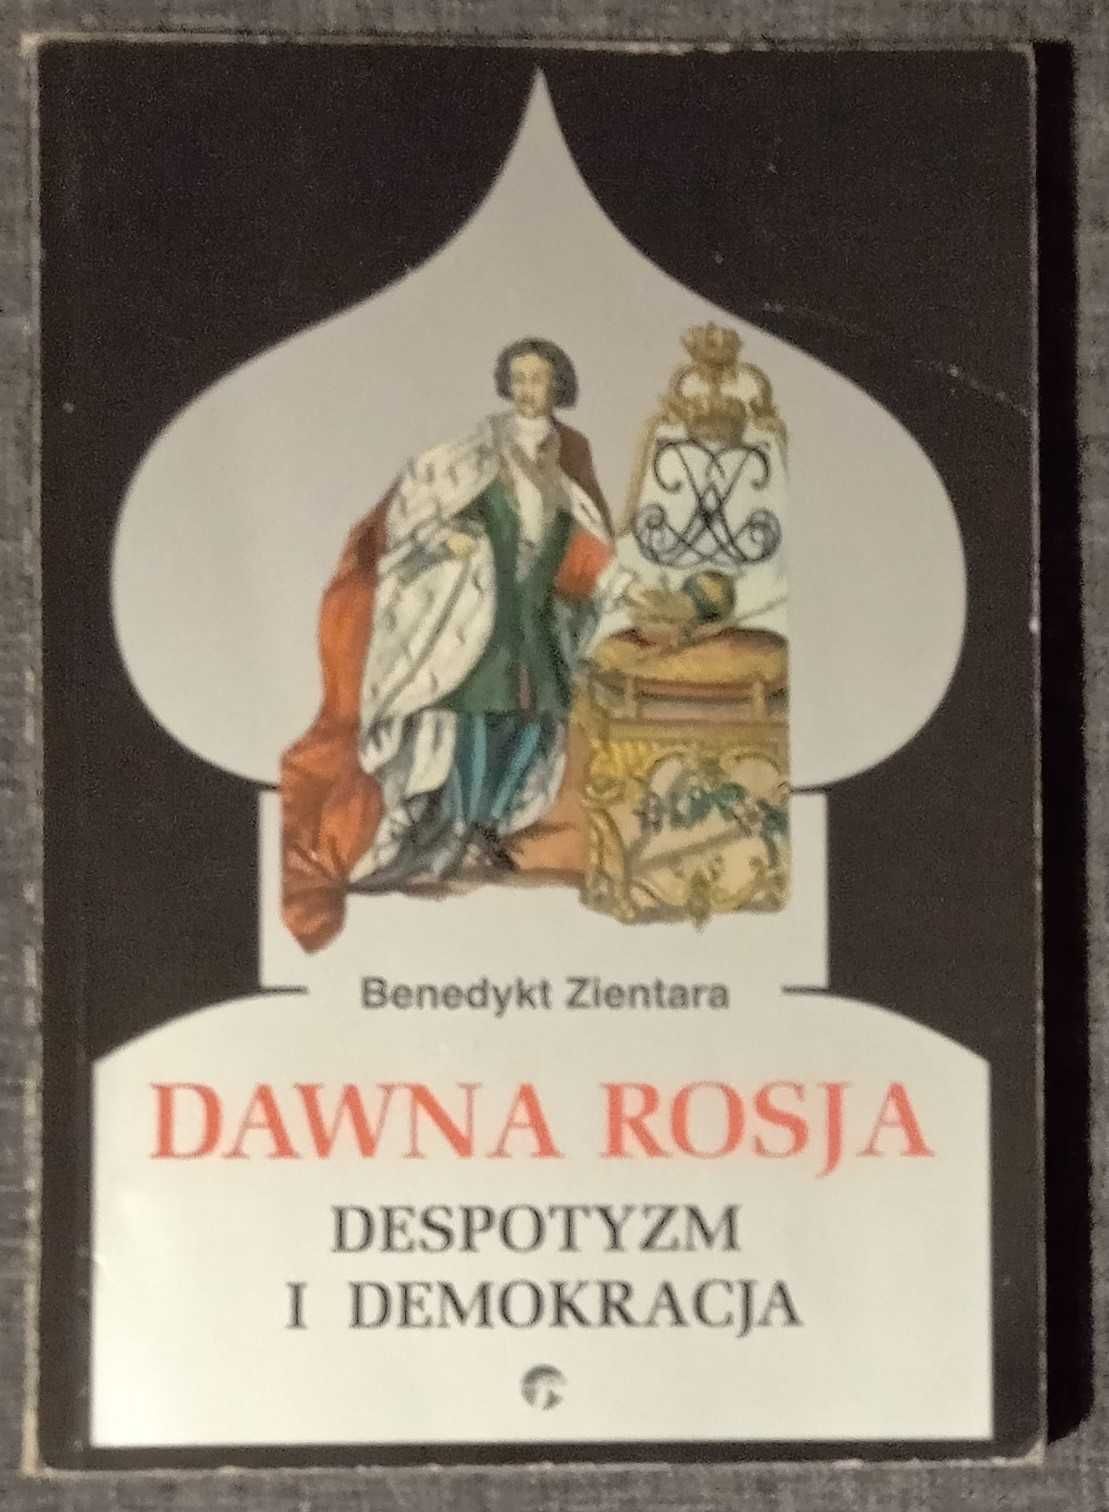 Benedykt Zientara
DAWNA ROSJA
DESPOTYZM
I DEMOKRACJA